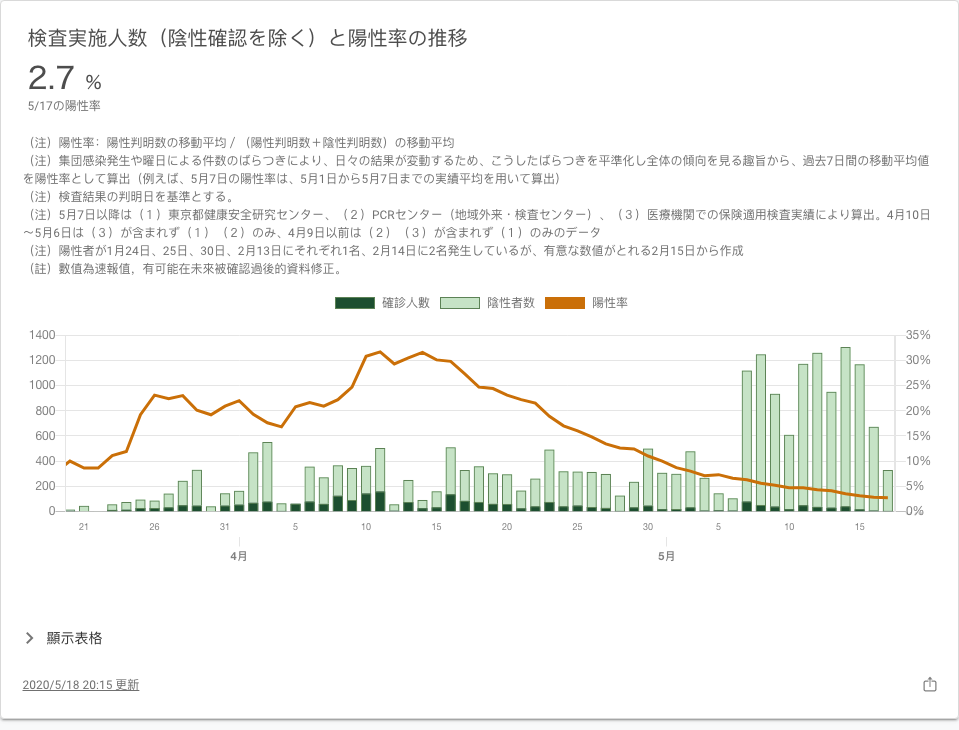 検査実施人数（陰性確認を除く）と陽性率の推移
2.7 %
5/17の陽性率
（注）陽性率：陽性判明数の移動平均 / （陽性判明数＋陰性判明数）の移動平均
（注）集団感染発生や曜日による件数のばらつきにより、日々の結果が変動するため、こうしたばらつきを平準化し全体の傾向を見る趣旨から、過去7日間の移動平均値
を陽性率として算出（例えば、5月7日の陽性率は、5月1日から5月7日までの実績平均を用いて算出）
（注）検査結果の判明日を基準とする。
（注）5月7日以降は（１）東京都健康安全研究センター、（２）PCRセンター（地域外来・検査センター）、（３）医療機関での保険適用検査実績により算出。4月10日
～5月6日は（３）が含まれず（１）（２）のみ、4月9日以前は（２）（３）が含まれず（１）のみのデータ
（注）陽性者が1月24日、25日、30日、2月13日にそれぞれ1名、2月14日に2名発生しているが、有意な数値がとれる2月15日から作成
（註）數值為速報值，有可能在未來被確認過後的資料修正。
確診人數 陰性者数 陽性率
1400 35%
1200 30%
1000 25%
800 20%
600 15%
400 10%
200 5%
0 0%
21 26 31 5 10 15 20 25 30 5 10 15
4月 5月
顯示表格
2020/5/18 20:15 更新